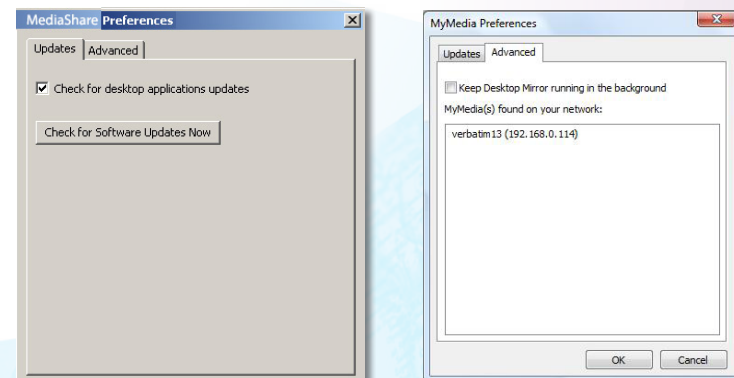 MediaShare Preferences
Updates Advanced
Check for desktop applications updates
Check for Software Updates Now
MyMedia Preferences
Updates Advanced
Keep Desktop Mirror running in the background
MyMedia(s) found on your network:
verbatim13 (192.168.0.114)
OK Cancel